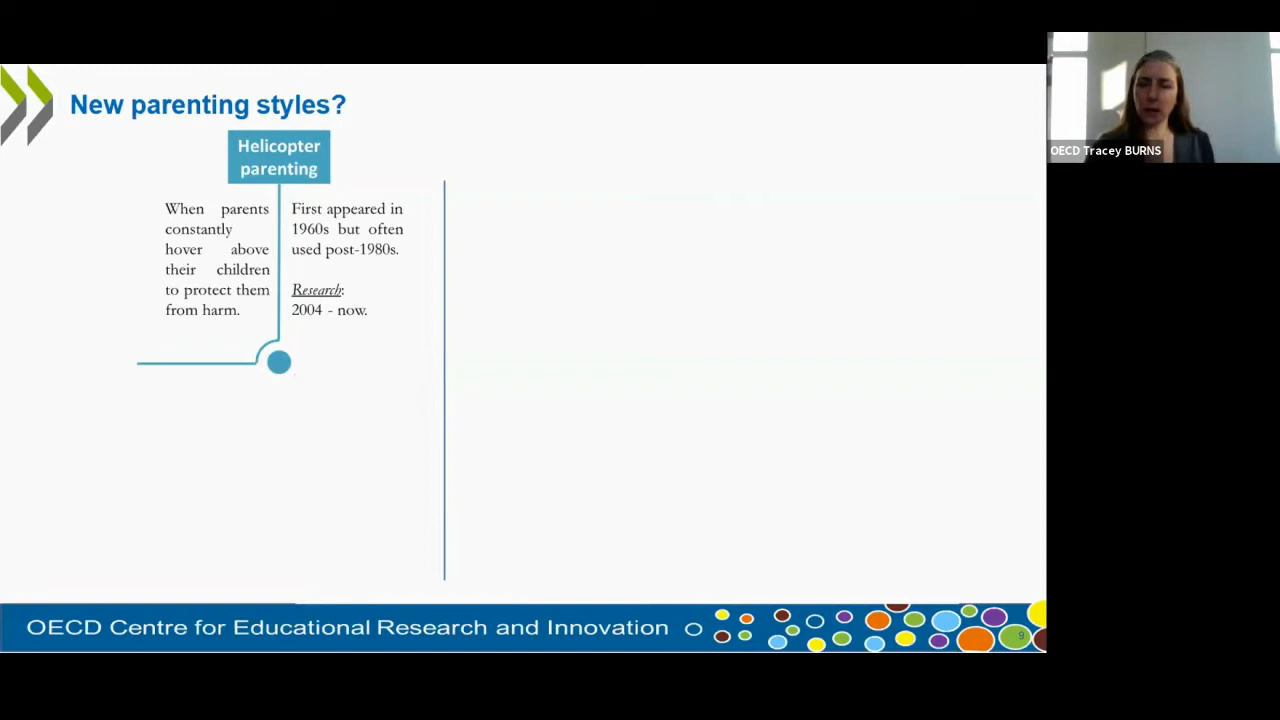 New parenting styles?
Helicopter
parenting
When parents
constantly
hover above
their children
to protect them
from harm.
First appeared in
1960s but often
used post-1980s.
Research:
2004 - now.
OECD Centre for Educational Research and Innovation
9
OECD Tracey BURNS